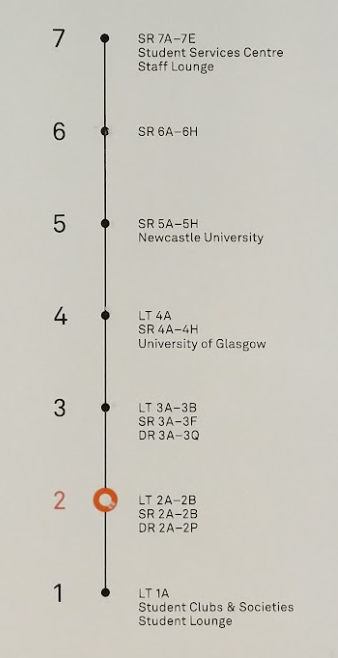 7
SR 7A–7E
Student Services Centre
Staff Lounge
6
SR 6A–6H
5
SR 5A–5H
Newcastle University
4
LT 4A
SR 4A–4H
University of Glasgow
3
LT 3A–3B
SR 3A–3F
DR 3A–3Q
2
LT 2A–2B
SR 2A–2B
DR 2A–2P
1
LT 1A
Student Clubs & Societies
Student Lounge